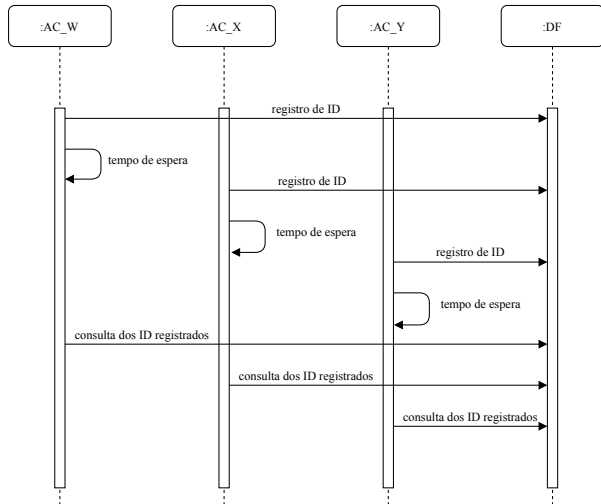 :AC_W
:AC_X
:AC_Y
:DF
registro de ID
tempo de espera
registro de ID
tempo de espera
registro de ID
tempo de espera
consulta dos ID registrados
consulta dos ID registrados
consulta dos ID registrados